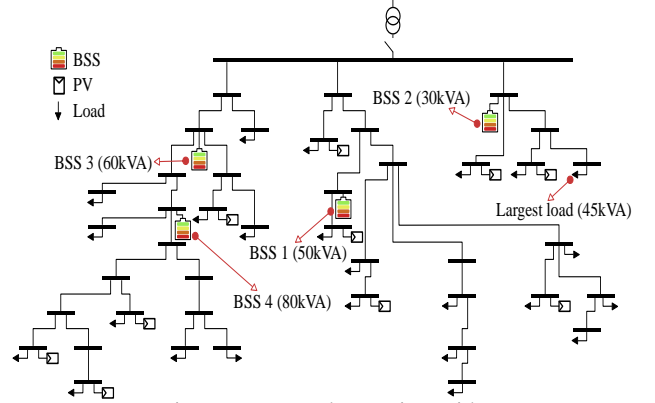 BSS
PV
Load
BSS 2 (30kVA)
BSS 3 (60kVA)
Largest load (45kVA)
BSS 1 (50kVA)
BSS 4 (80kVA)